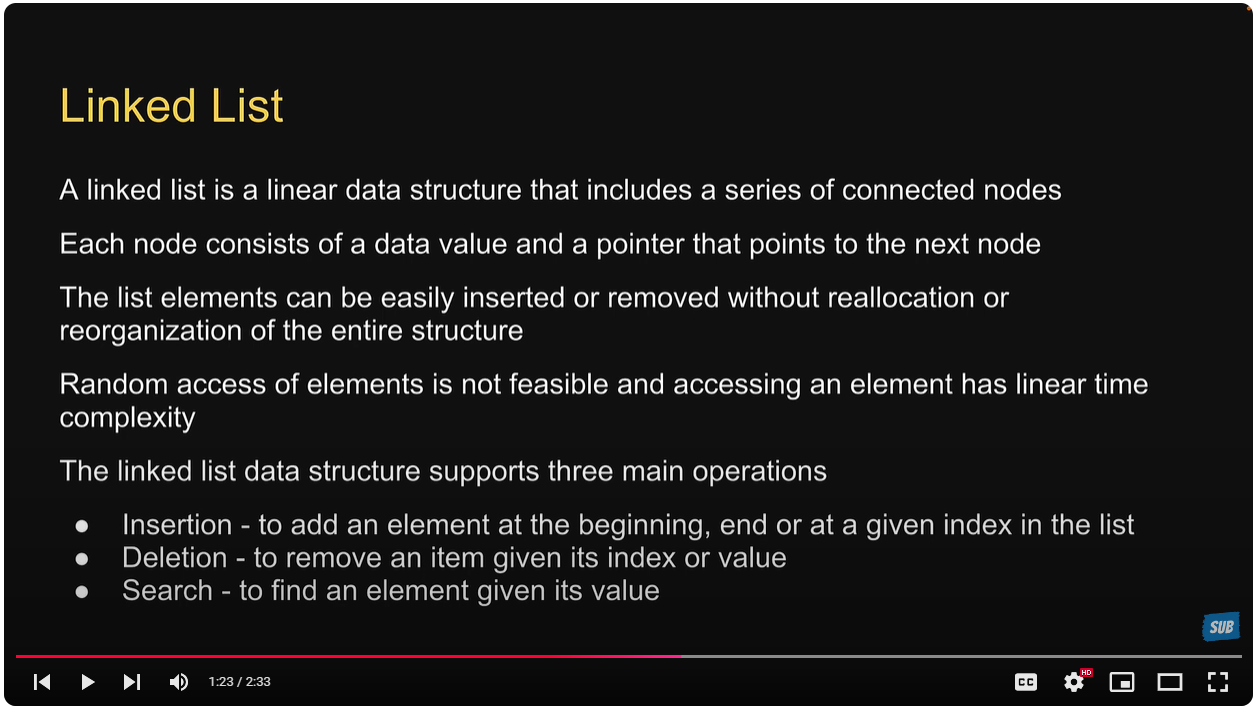 Linked List
A linked list is a linear data structure that includes a series of connected nodes
Each node consists of a data value and a pointer that points to the next node
The list elements can be easily inserted or removed without reallocation or
reorganization of the entire structure
Random access of elements is not feasible and accessing an element has linear time
complexity
The linked list data structure supports three main operations
● Insertion - to add an element at the beginning, end or at a given index in the list
● Deletion - to remove an item given its index or value
● Search - to find an element given its value
SUB
1:23 / 2:33
CC
HD